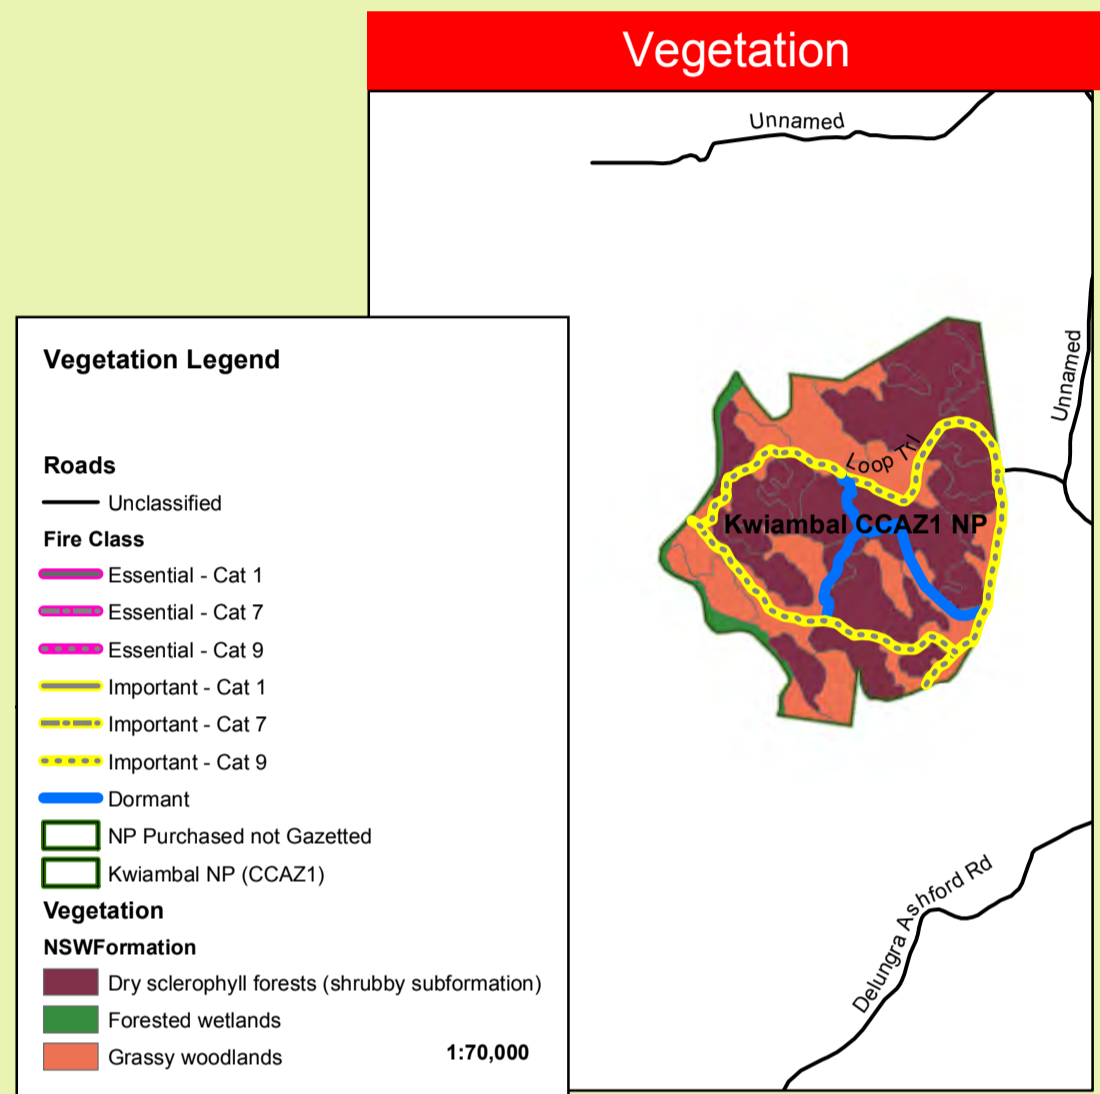 Vegetation
Unnamed
Unnamed
Loop Trl
Kwiambal CCAZ1 NP
Delungra Ashford Rd
Vegetation Legend
Roads
Unclassified
Fire Class
Essential - Cat 1
Essential - Cat 7
Essential - Cat 9
Important - Cat 1
Important - Cat 7
Important - Cat 9
Dormant
NP Purchased not Gazetted
Kwiambal NP (CCAZ1)
Vegetation
NSWFormation
Dry sclerophyll forests (shrubby subformation)
Forested wetlands
Grassy woodlands
1:70,000